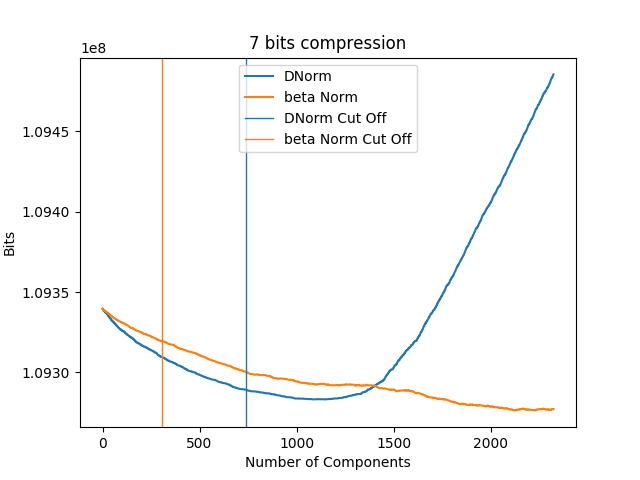 7 bits compression
1e8
DNorm
beta Norm
DNorm Cut Off
beta Norm Cut Off
1.0945
1.0940
1.0935
1.0930
Bits
0 500 1000 1500 2000
Number of Components